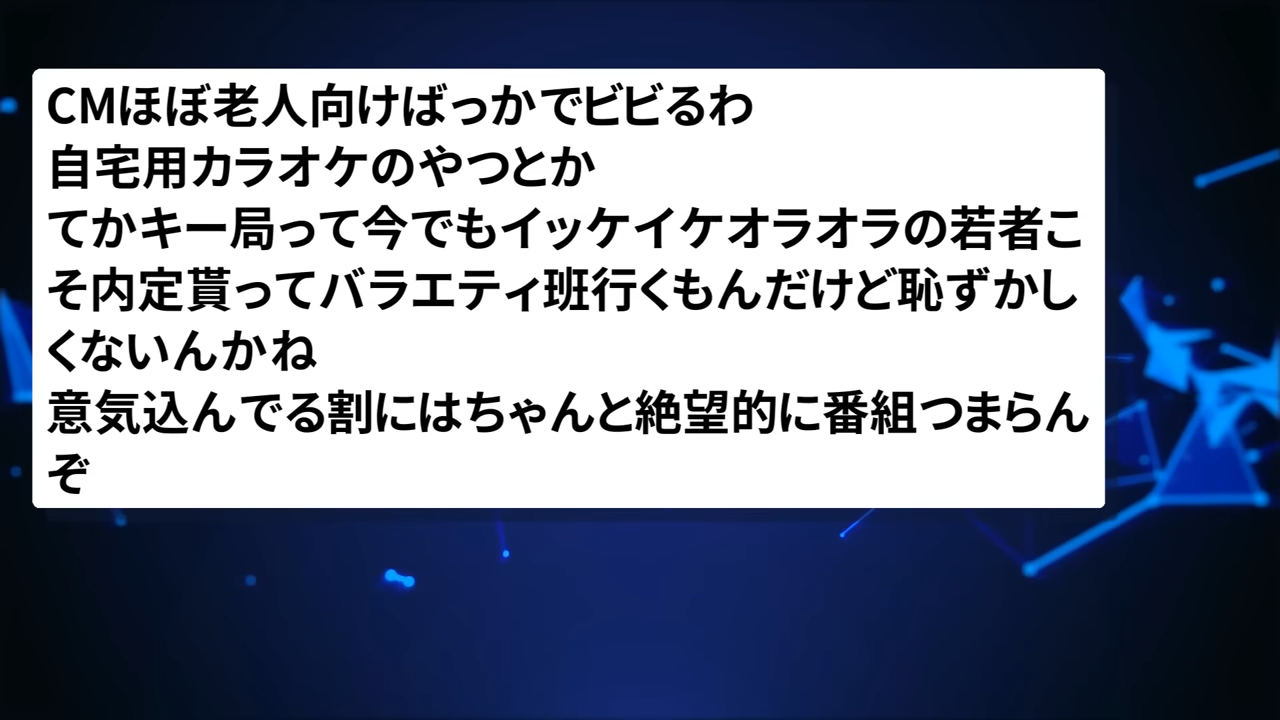 CMほぼ老人向けばっかでビビるわ
自宅用カラオケのやつとか
てかキー局って今でもイッケイケオラオラの若者こ
そ内定貰ってバラエティ班行くもんだけど恥ずかし
くないんかね
意気込んでる割にはちゃんと絶望的に番組つまらん
ぞ